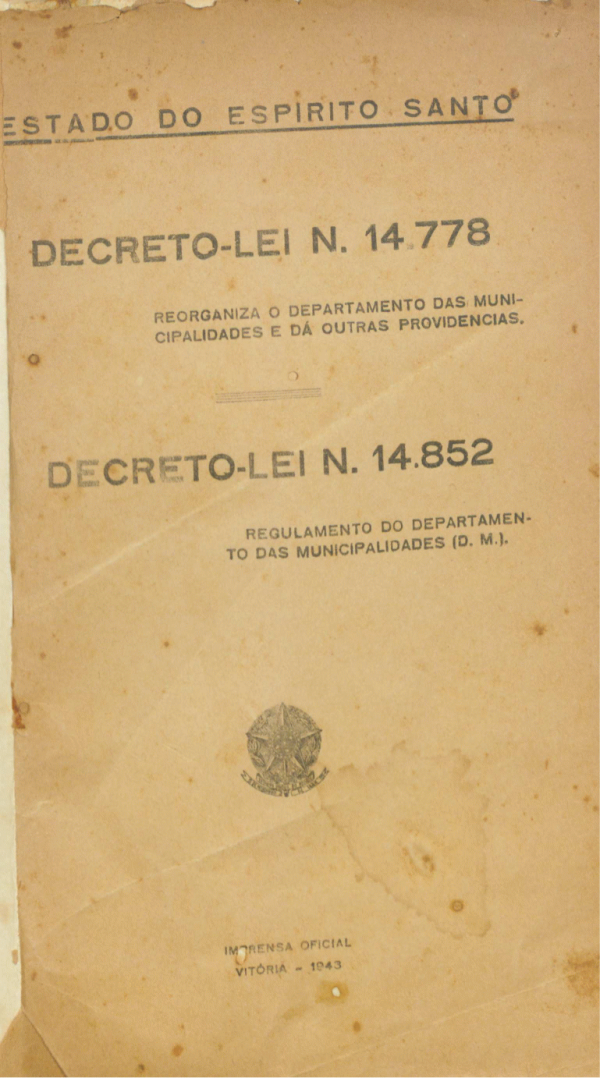 ESTADO DO ESPIRITO SANTO
DECRETO-LEI N. 14.778
REORGANIZA O DEPARTAMENTO DAS MUNI-
CIPALIDADES E DÁ OUTRAS PROVIDENCIAS.
DECRETO-LEI N. 14.852
REGULAMENTO DO DEPARTAMEN-
TO DAS MUNICIPALIDADES (D. M.).
IMPRENSA OFICIAL
VITÓRIA - 1943